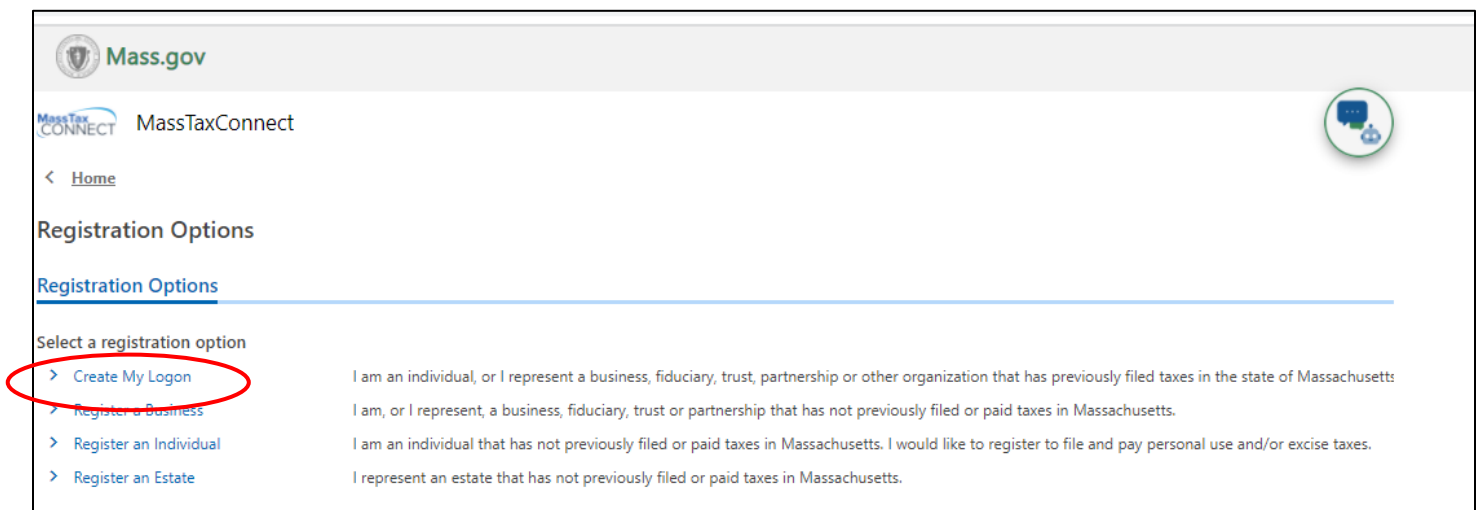 Mass.gov
MassTax CONNECT MassTaxConnect
< Home
Registration Options
Registration Options
Select a registration option
> Create My Logon I am an individual, or I represent a business, fiduciary, trust, partnership or other organization that has previously filed taxes in the state of Massachusetts
> Register a Business I am, or I represent, a business, fiduciary, trust or partnership that has not previously filed or paid taxes in Massachusetts.
> Register an Individual I am an individual that has not previously filed or paid taxes in Massachusetts. I would like to register to file and pay personal use and/or excise taxes.
> Register an Estate I represent an estate that has not previously filed or paid taxes in Massachusetts.